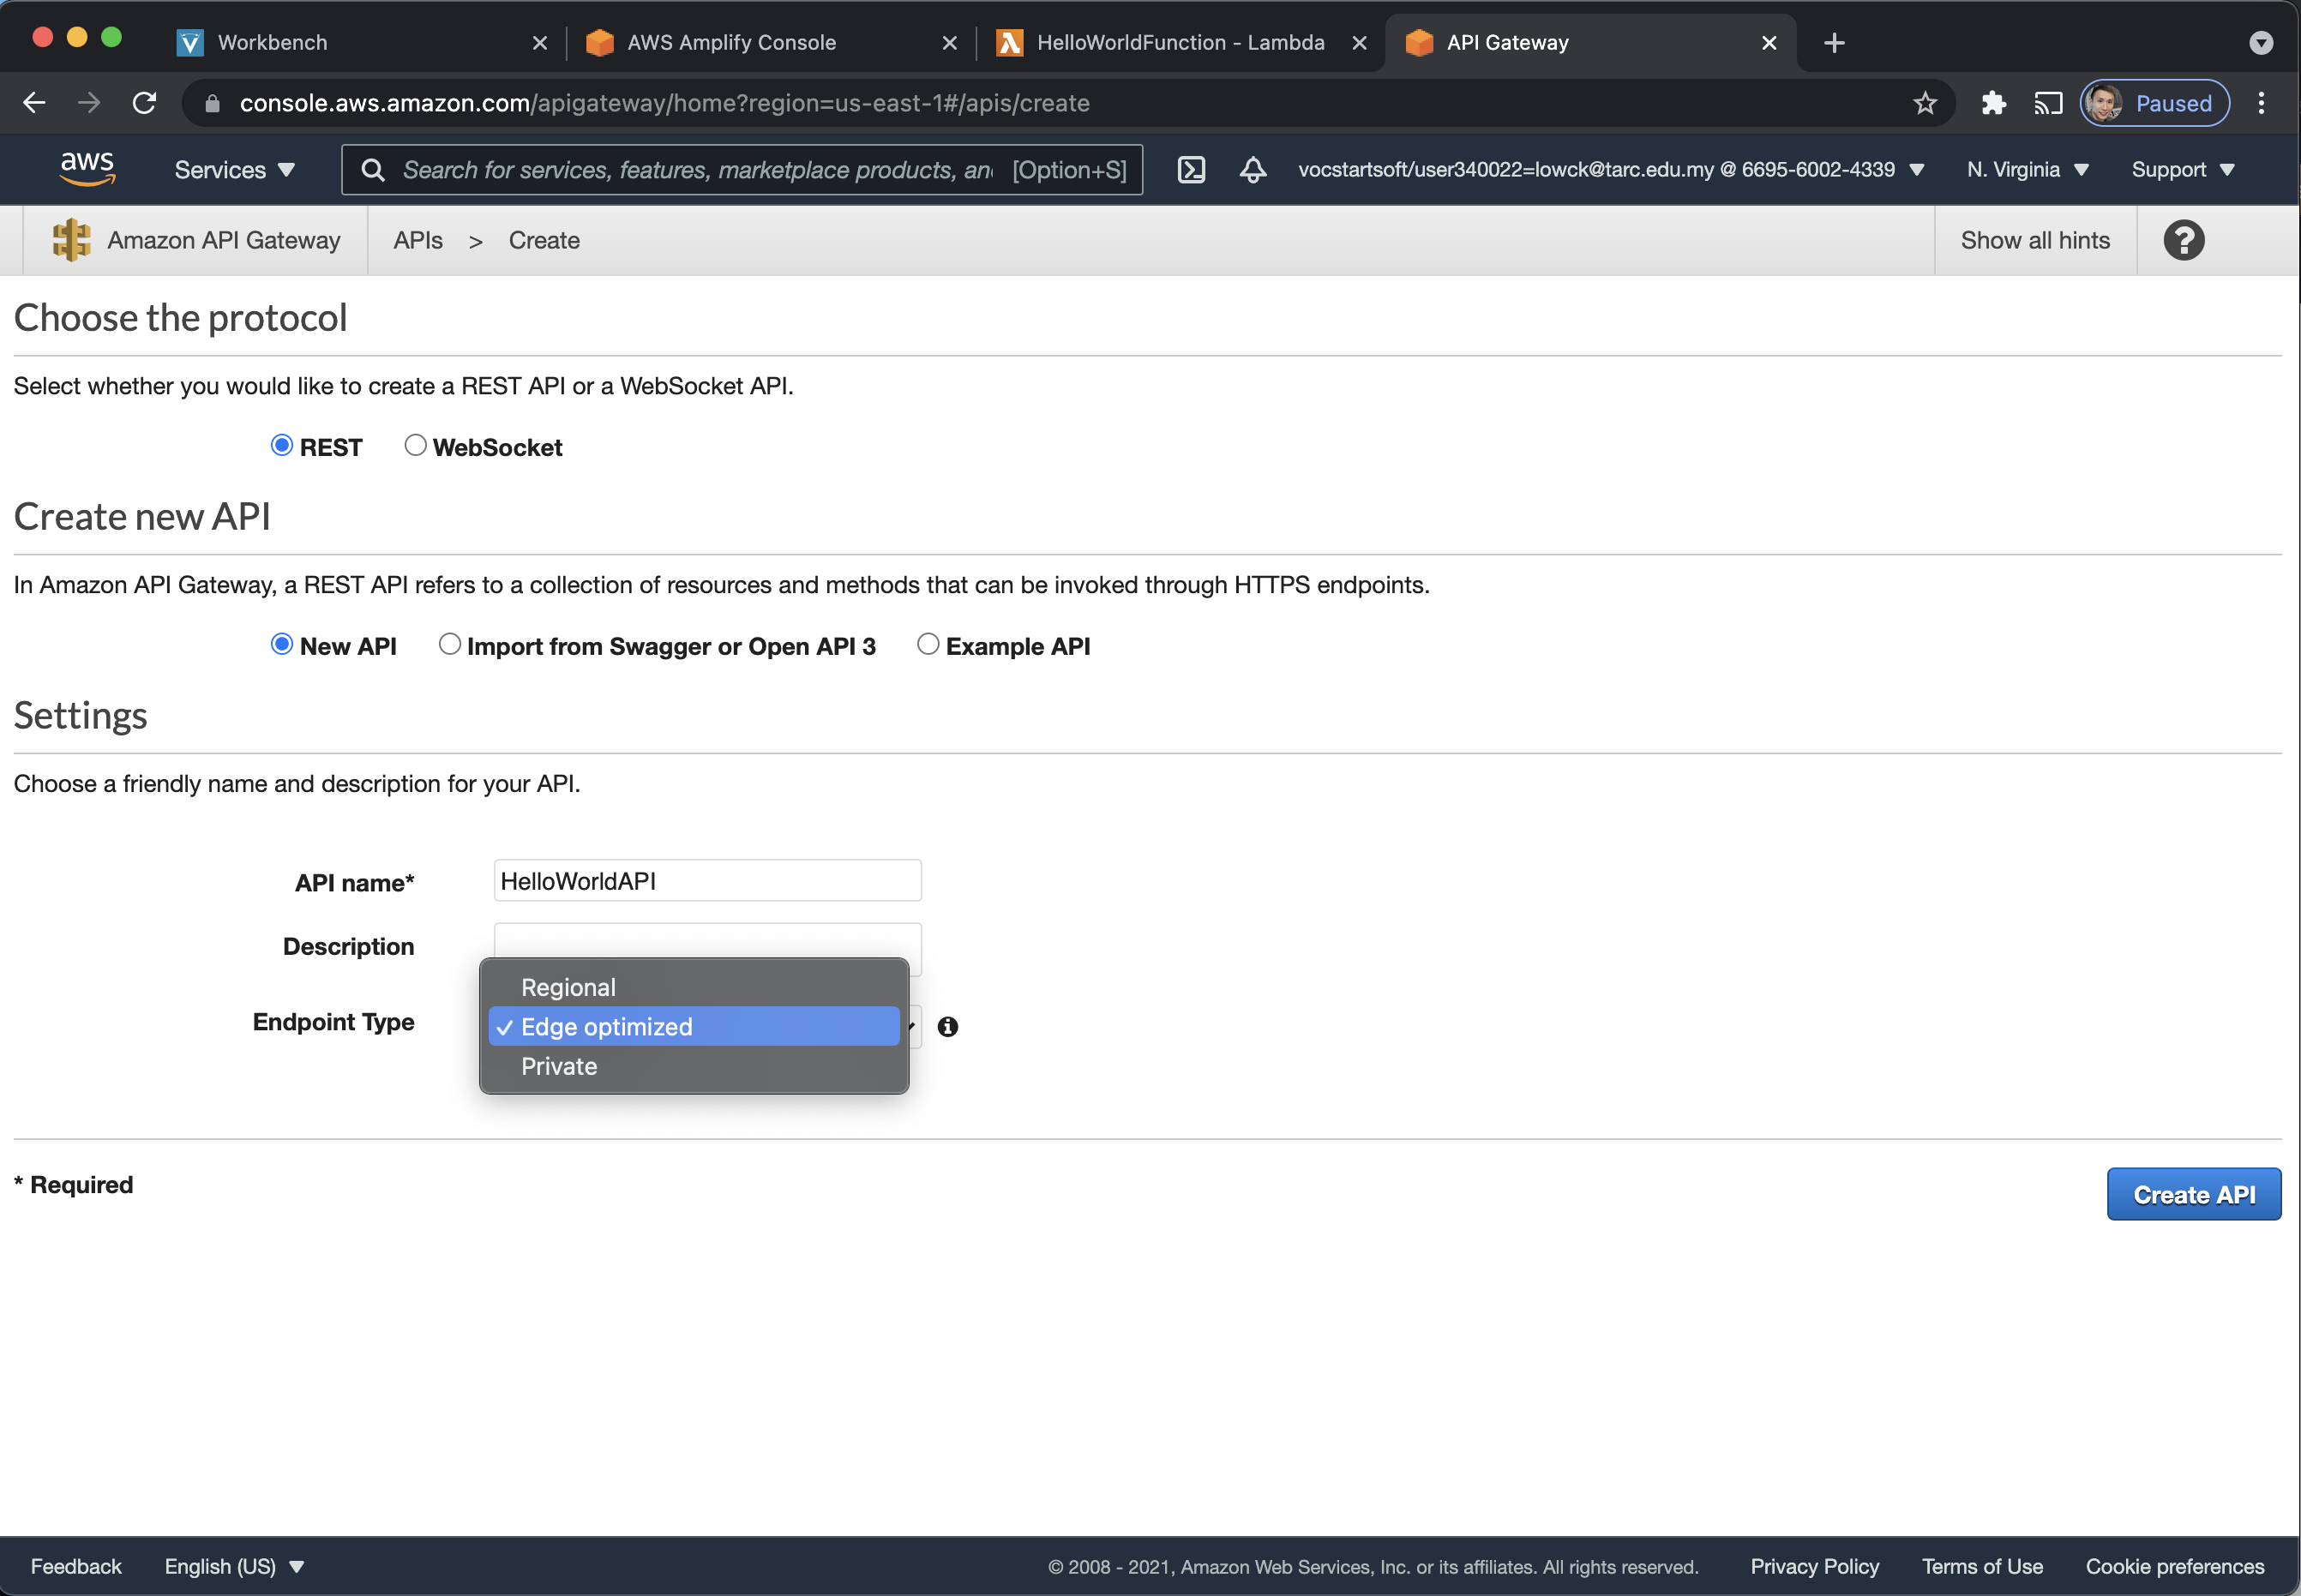 Workbench
AWS Amplify Console
HelloWorldFunction - Lambda
API Gateway
console.aws.amazon.com/apigateway/home?region=us-east-1#/apis/create
Paused
aws
Services
Search for services, features, marketplace products, an
[Option+S]
vocstartsoft/user340022=lowck@tarc.edu.my @ 6695-6002-4339
N. Virginia
Support
Amazon API Gateway
APIs > Create
Show all hints
Choose the protocol
Select whether you would like to create a REST API or a WebSocket API.
REST
WebSocket
Create new API
In Amazon API Gateway, a REST API refers to a collection of resources and methods that can be invoked through HTTPS endpoints.
New API
Import from Swagger or Open API 3
Example API
Settings
Choose a friendly name and description for your API.
API name*
HelloWorldAPI
Description
Regional
Endpoint Type
Edge optimized
Private
* Required
Create API
Feedback
English (US)
© 2008 - 2021, Amazon Web Services, Inc. or its affiliates. All rights reserved.
Privacy Policy
Terms of Use
Cookie preferences